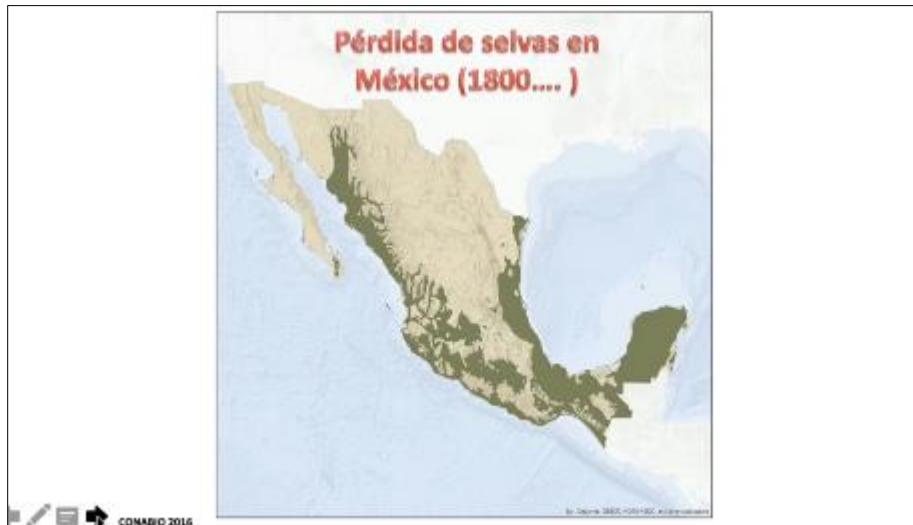 Pérdida de selvas en
México (1800.... )
CONABIO 2016